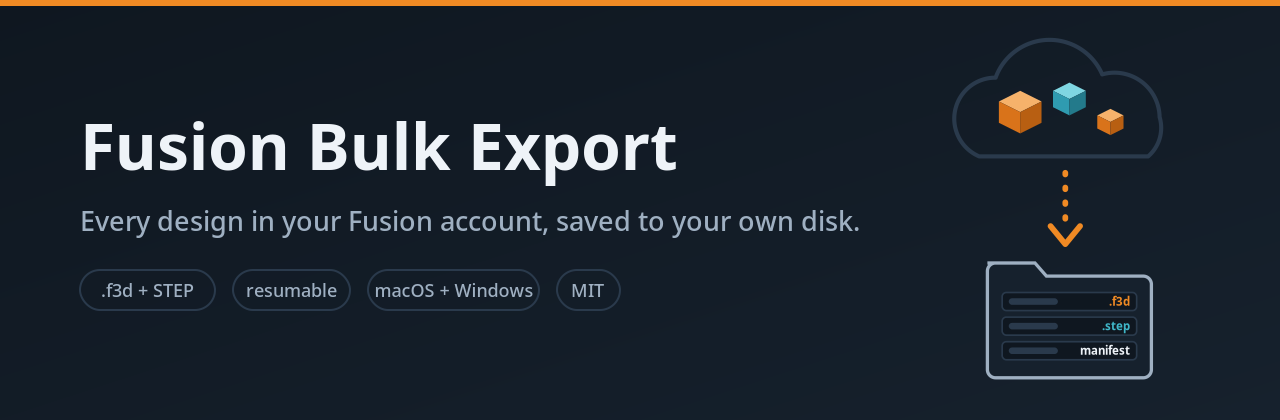 Fusion Bulk Export
Every design in your Fusion account, saved to your own disk.
.f3d + STEP
resumable
macOS + Windows
MIT
.f3d
.step
manifest